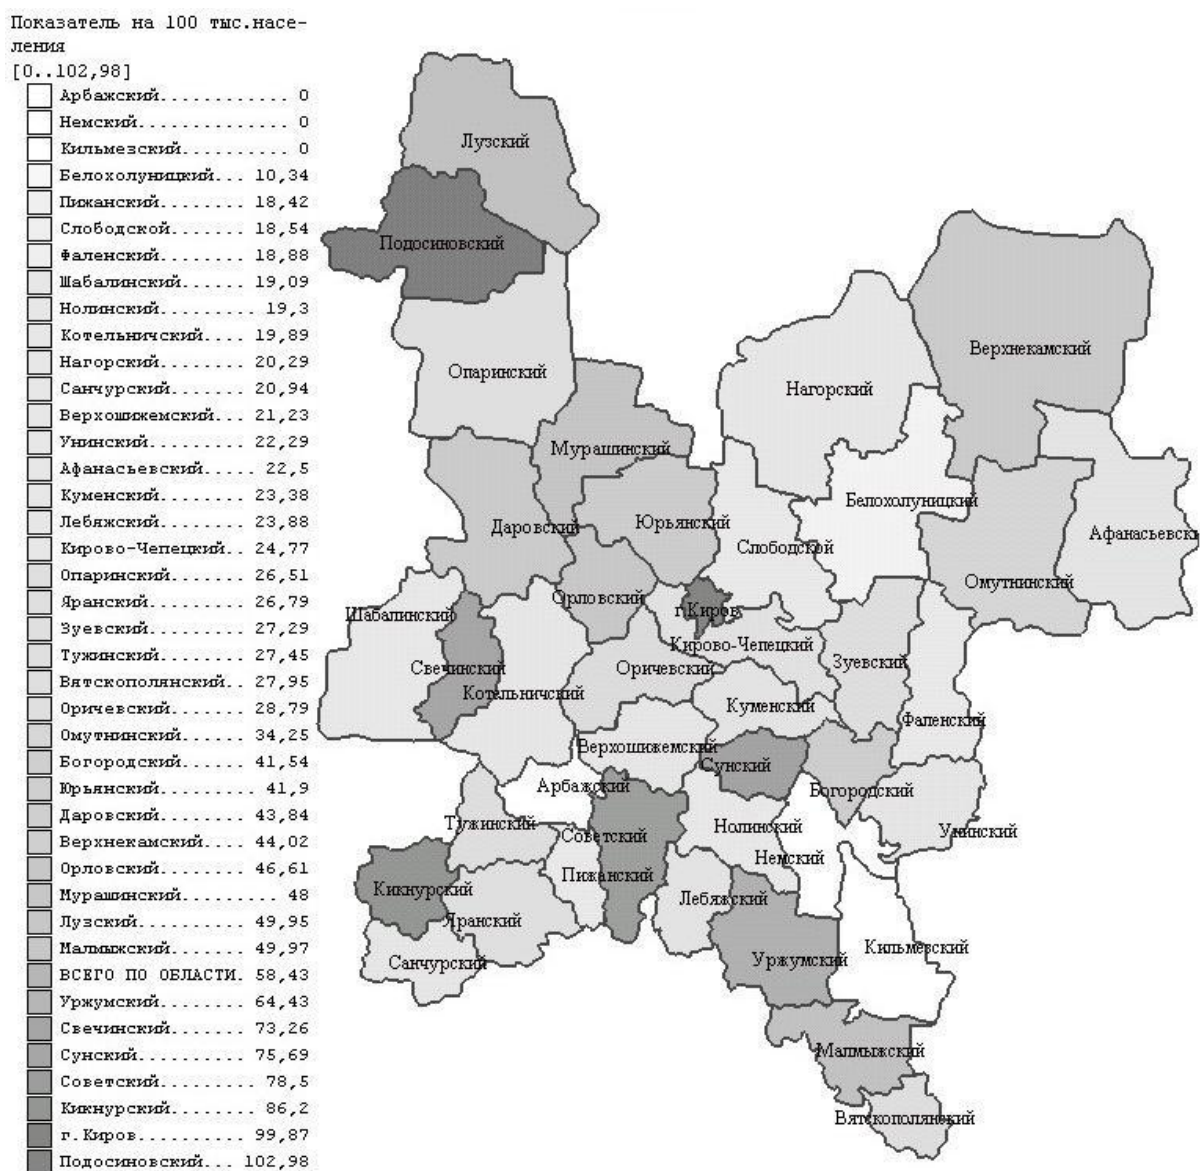 Показатель на 100 тыс.насе-
ления
[0..102,98]
Арбажский............ 0
Немский.............. 0
Кильмезский.......... 0
Белохолуницкий... 10,34
Пижанский........ 18,42
Слободской....... 18,54
Фаленский........ 18,88
Шабалинский...... 19,09
Нолинский......... 19,3
Котельничский.... 19,89
Нагорский........ 20,29
Санчурский....... 20,94
Верхошижемский... 21,23
Унинский......... 22,29
Афанасьевский..... 22,5
Куменский........ 23,38
Лебяжский........ 23,88
Кирово-Чепецкий.. 24,77
Опаринский....... 26,51
Яранский......... 26,79
Зуевский......... 27,29
Тужинский........ 27,45
Вятскополянский.. 27,95
Оричевский....... 28,79
Омутнинский...... 34,25
Богородский...... 41,54
Юрьянский......... 41,9
Даровский........ 43,84
Верхнекамский.... 44,02
Орловский........ 46,61
Мурашинский......... 48
Лузский.......... 49,95
Малмыжский....... 49,97
ВСЕГО ПО ОБЛАСТИ. 58,43
Уржумский........ 64,43
Свечинский....... 73,26
Сунский.......... 75,69
Советский......... 78,5
Кикнурский........ 86,2
г.Киров.......... 99,87
Подосиновский... 102,98
Лузский
Подосиновский
Верхнекамский
Опаринский
Нагорский
Мурашинский
Белохолуницкий
Юрьянский
Даровский
Афанасьевскь
Слободской
Омутнинский
Орловский
г.Киров
Шабалинский
Кирово-Чепецкий
Зуевский
Свечинский
Оричевский
Котельничский
Куменский
Фаленский
Верхошижемский
Сунский
Арбажский
Богородский
Тужинский
Нолинский
Унинский
Советский
Немский
Пижанский
Кикнурский
Лебяжский
Яранский
Кильмезский
Уржумский
Санчурский
Малмыжский
Вятскополянский